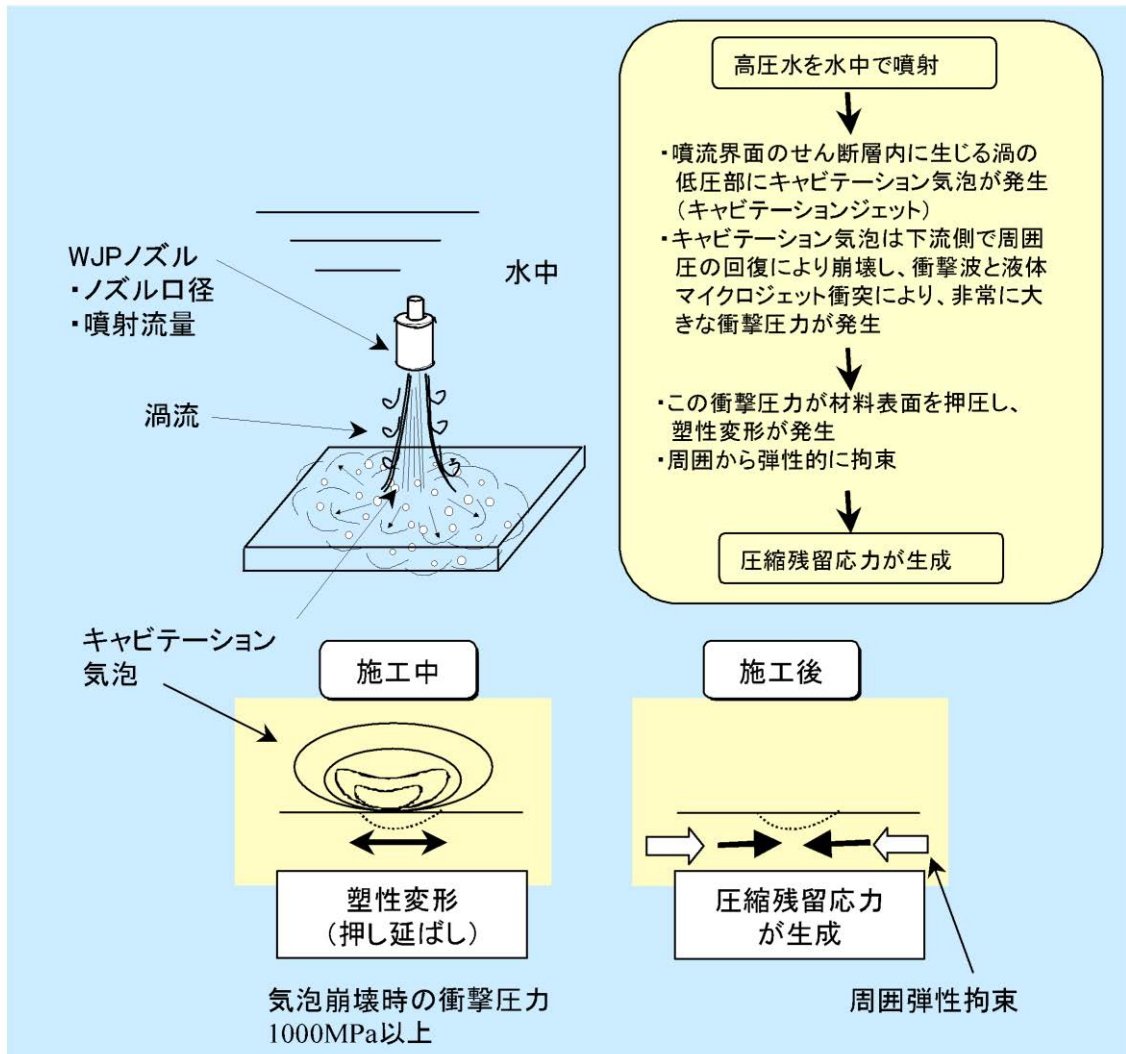 高圧水を水中で噴射
・噴流界面のせん断層内に生じる渦の
低圧部にキャビテーション気泡が発生
（キャビテーションジェット）
・キャビテーション気泡は下流側で周囲
圧の回復により崩壊し、衝撃波と液体
マイクロジェット衝突により、非常に大
きな衝撃圧力が発生
・この衝撃圧力が材料表面を押圧し、
塑性変形が発生
・周囲から弾性的に拘束
圧縮残留応力が生成
WJPノズル
・ノズル口径
・噴射流量
水中
渦流
キャビテーション
気泡
施工中
塑性変形
（押し延ばし）
気泡崩壊時の衝撃圧力
1000MPa以上
施工後
圧縮残留応力
が生成
周囲弾性拘束